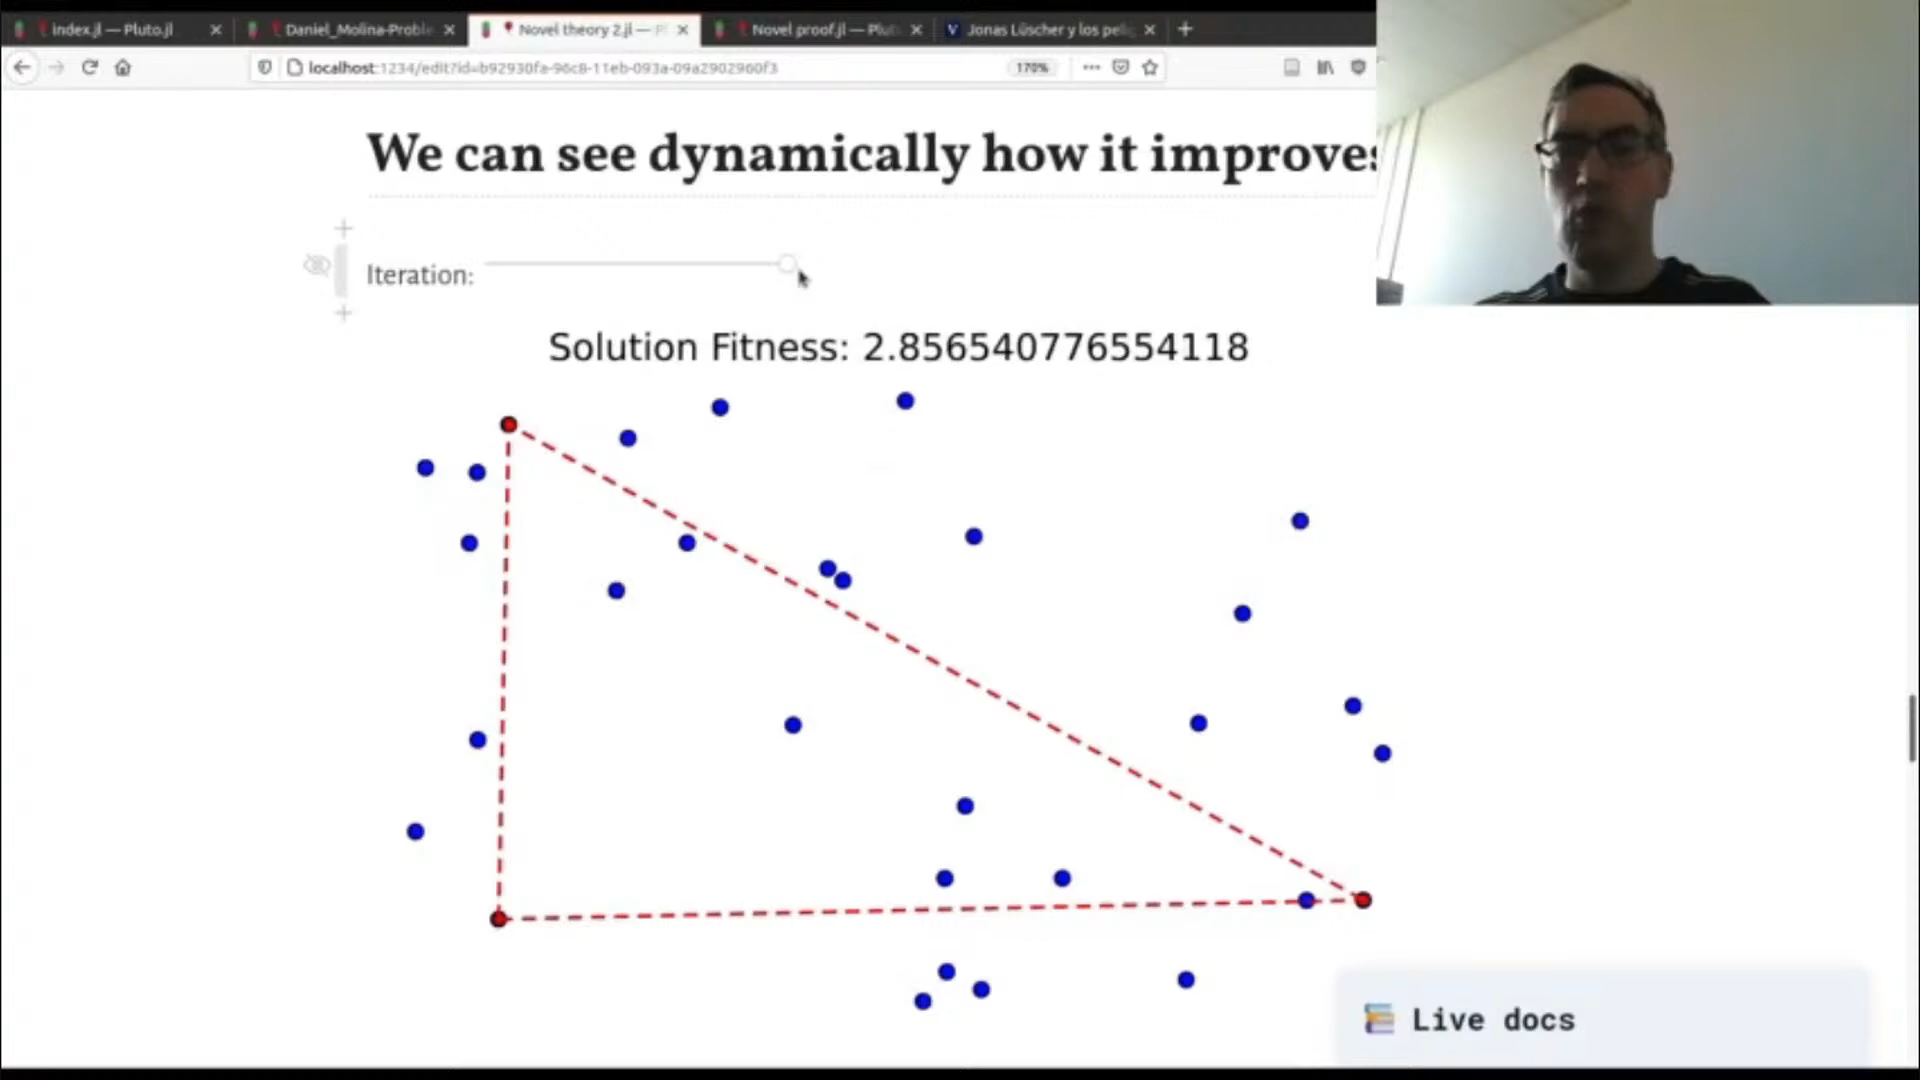 index.jl — Pluto.jl
Daniel_Molina-Proble
Novel theory 2.jl — P
Novel proof.jl — Plut
Jonas Lüscher y los pelig
localhost:1234/edit?id=b92930fa-96c8-11eb-093a-09a2902960f3
170%
We can see dynamically how it improves
Iteration:
Solution Fitness: 2.856540776554118
Live docs